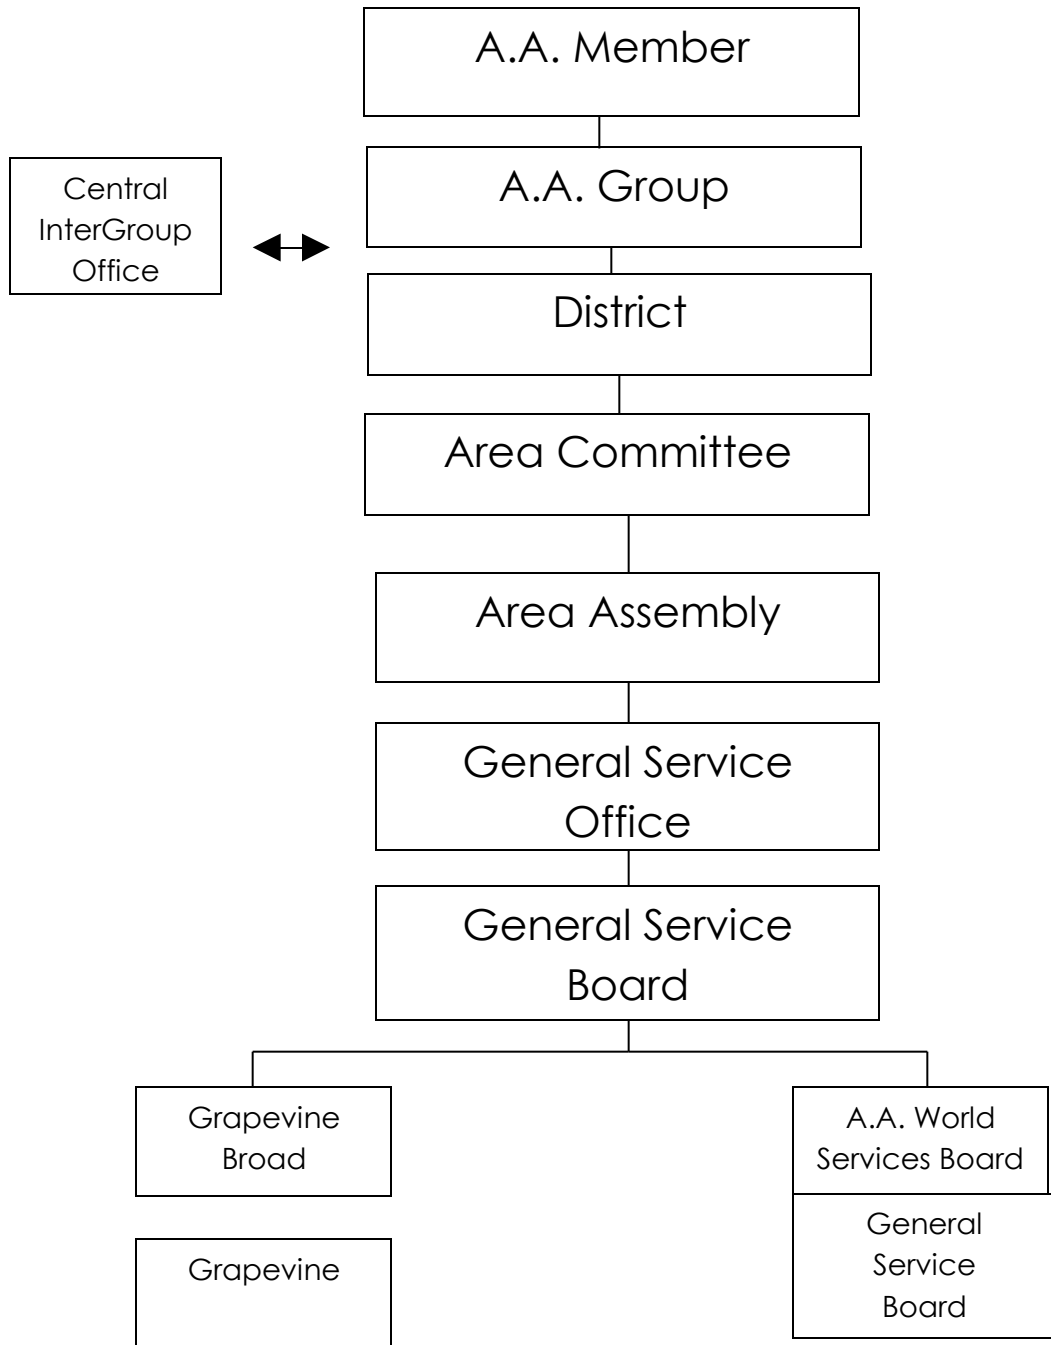 A.A. Member
Central
InterGroup
Office
A.A. Group
District
Area Committee
Area Assembly
General Service
Office
General Service
Board
Grapevine
Broad
A.A. World
Services Board
Grapevine
General
Service
Board